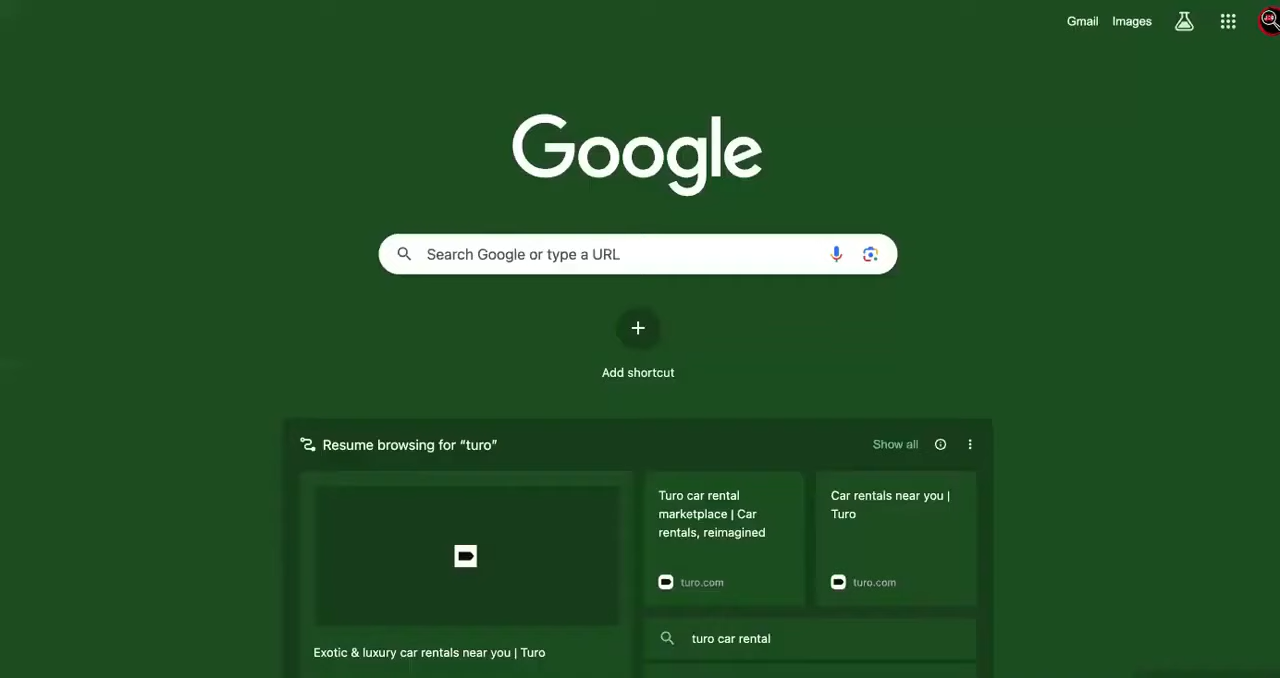 Gmail Images
Google
Search Google or type a URL
Add shortcut
Resume browsing for “turo”
Show all
Turo car rental
marketplace | Car
rentals, reimagined
turo.com
Car rentals near you |
Turo
turo.com
turo car rental
Exotic & luxury car rentals near you | Turo